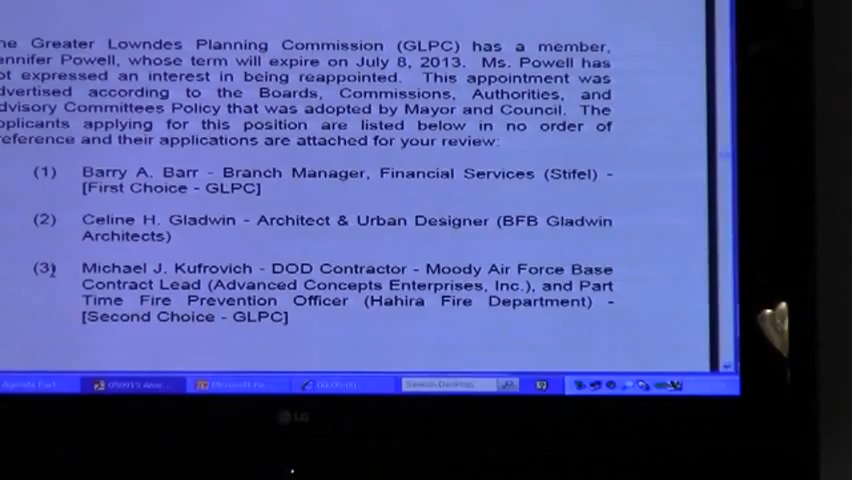 he Greater Lowndes Planning Commission (GLPC) has a member,
ennifer Powell, whose term will expire on July 8, 2013. Ms. Powell has
ot expressed an interest in being reappointed. This appointment was
dvertised according to the Boards, Commissions, Authorities, and
dvisory Committees Policy that was adopted by Mayor and Council. The
pplicants applying for this position are listed below in no order of
reference and their applications are attached for your review:
(1) Barry A. Barr - Branch Manager, Financial Services (Stifel) -
[First Choice - GLPC]
(2) Celine H. Gladwin - Architect & Urban Designer (BFB Gladwin
Architects)
(3) Michael J. Kufrovich - DOD Contractor - Moody Air Force Base
Contract Lead (Advanced Concepts Enterprises, Inc.), and Part
Time Fire Prevention Officer (Hahira Fire Department) -
[Second Choice - GLPC]
Search Desktop
LG